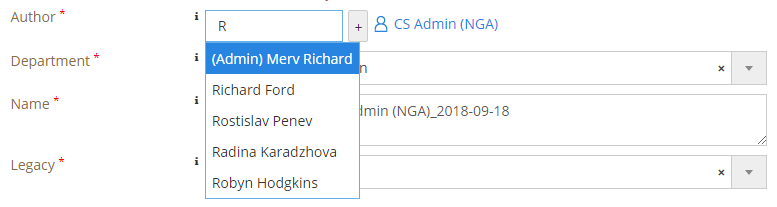 Author * i R + CS Admin (NGA)
(Admin) Merv Richard
Department * i n × 
Richard Ford
Name * i dmin (NGA)_2018-09-18
Rostislav Penev
Radina Karadzhova
Legacy * i ×
Robyn Hodgkins